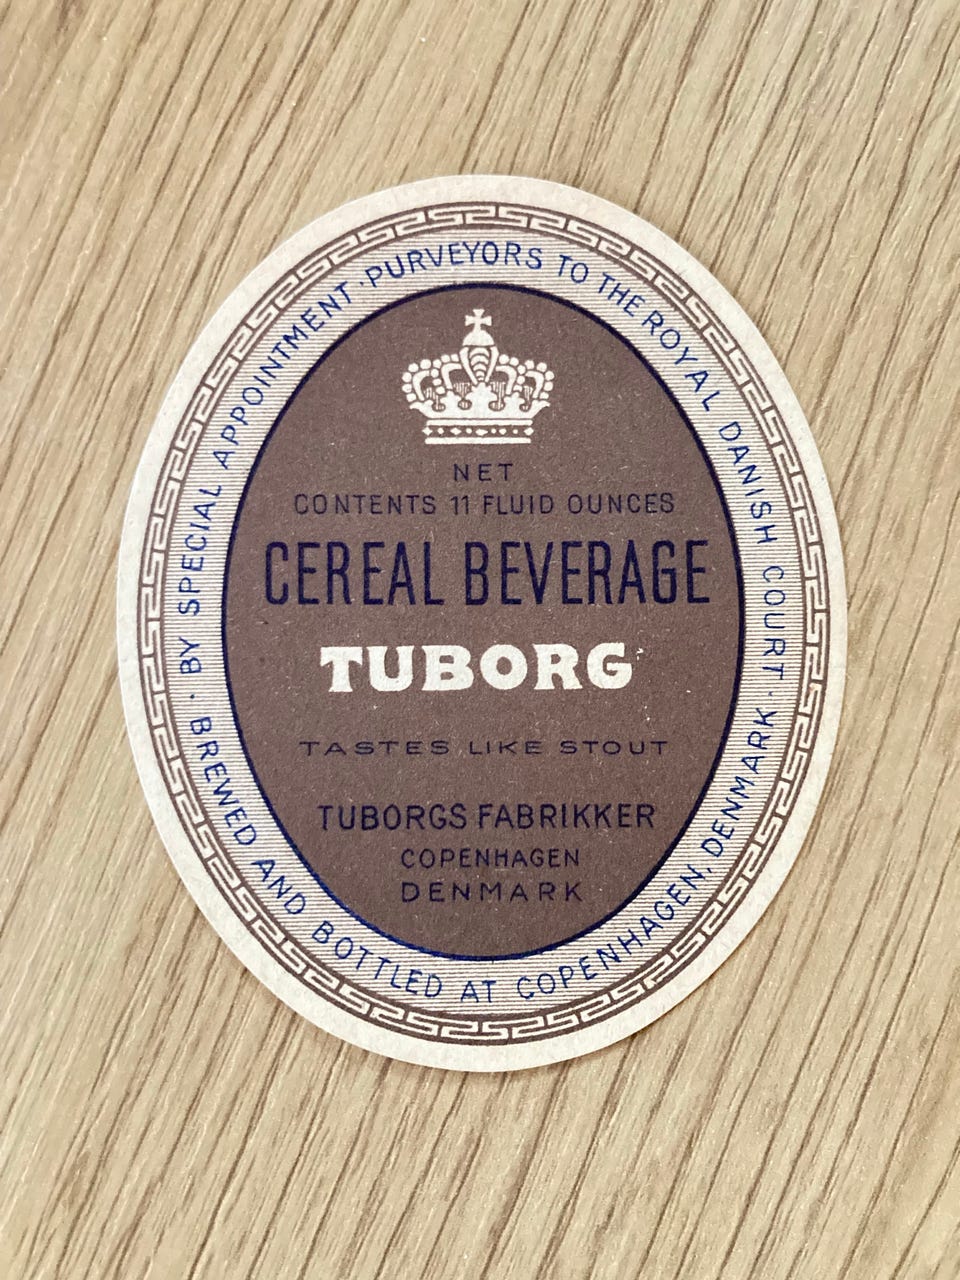 · BY SPECIAL APPOINTMENT · PURVEYORS TO THE ROYAL DANISH COURT ·
NET
CONTENTS 11 FLUID OUNCES
CEREAL BEVERAGE
TUBORG
TASTES LIKE STOUT
TUBORGS FABRIKKER
COPENHAGEN
DENMARK
BREWED AND BOTTLED AT COPENHAGEN, DENMARK